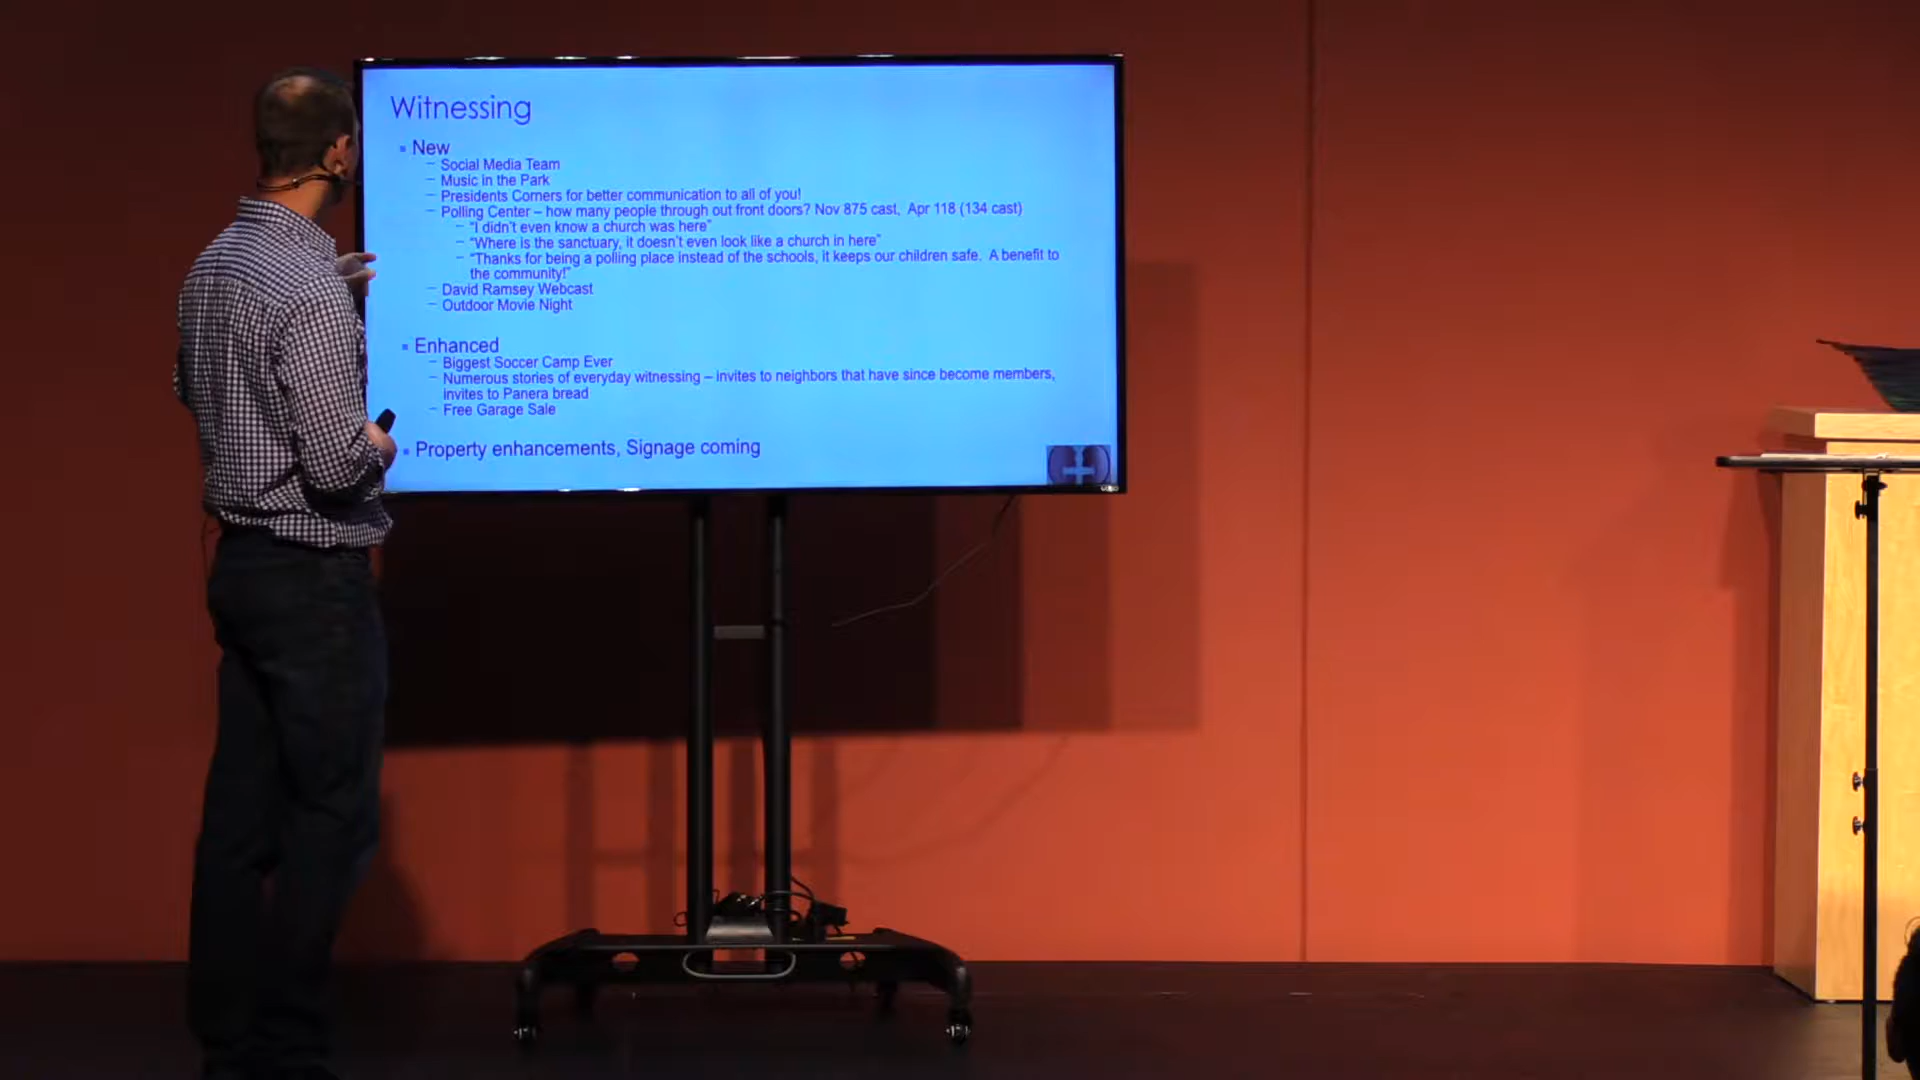 Witnessing
▪ New
– Social Media Team
– Music in the Park
– Presidents Corners for better communication to all of you!
– Polling Center – how many people through out front doors? Nov 875 cast, Apr 118 (134 cast)
– “I didn’t even know a church was here”
– “Where is the sanctuary, it doesn’t even look like a church in here”
– “Thanks for being a polling place instead of the schools, it keeps our children safe. A benefit to
the community!”
– David Ramsey Webcast
– Outdoor Movie Night
▪ Enhanced
– Biggest Soccer Camp Ever
– Numerous stories of everyday witnessing – invites to neighbors that have since become members,
invites to Panera bread
– Free Garage Sale
▪ Property enhancements, Signage coming